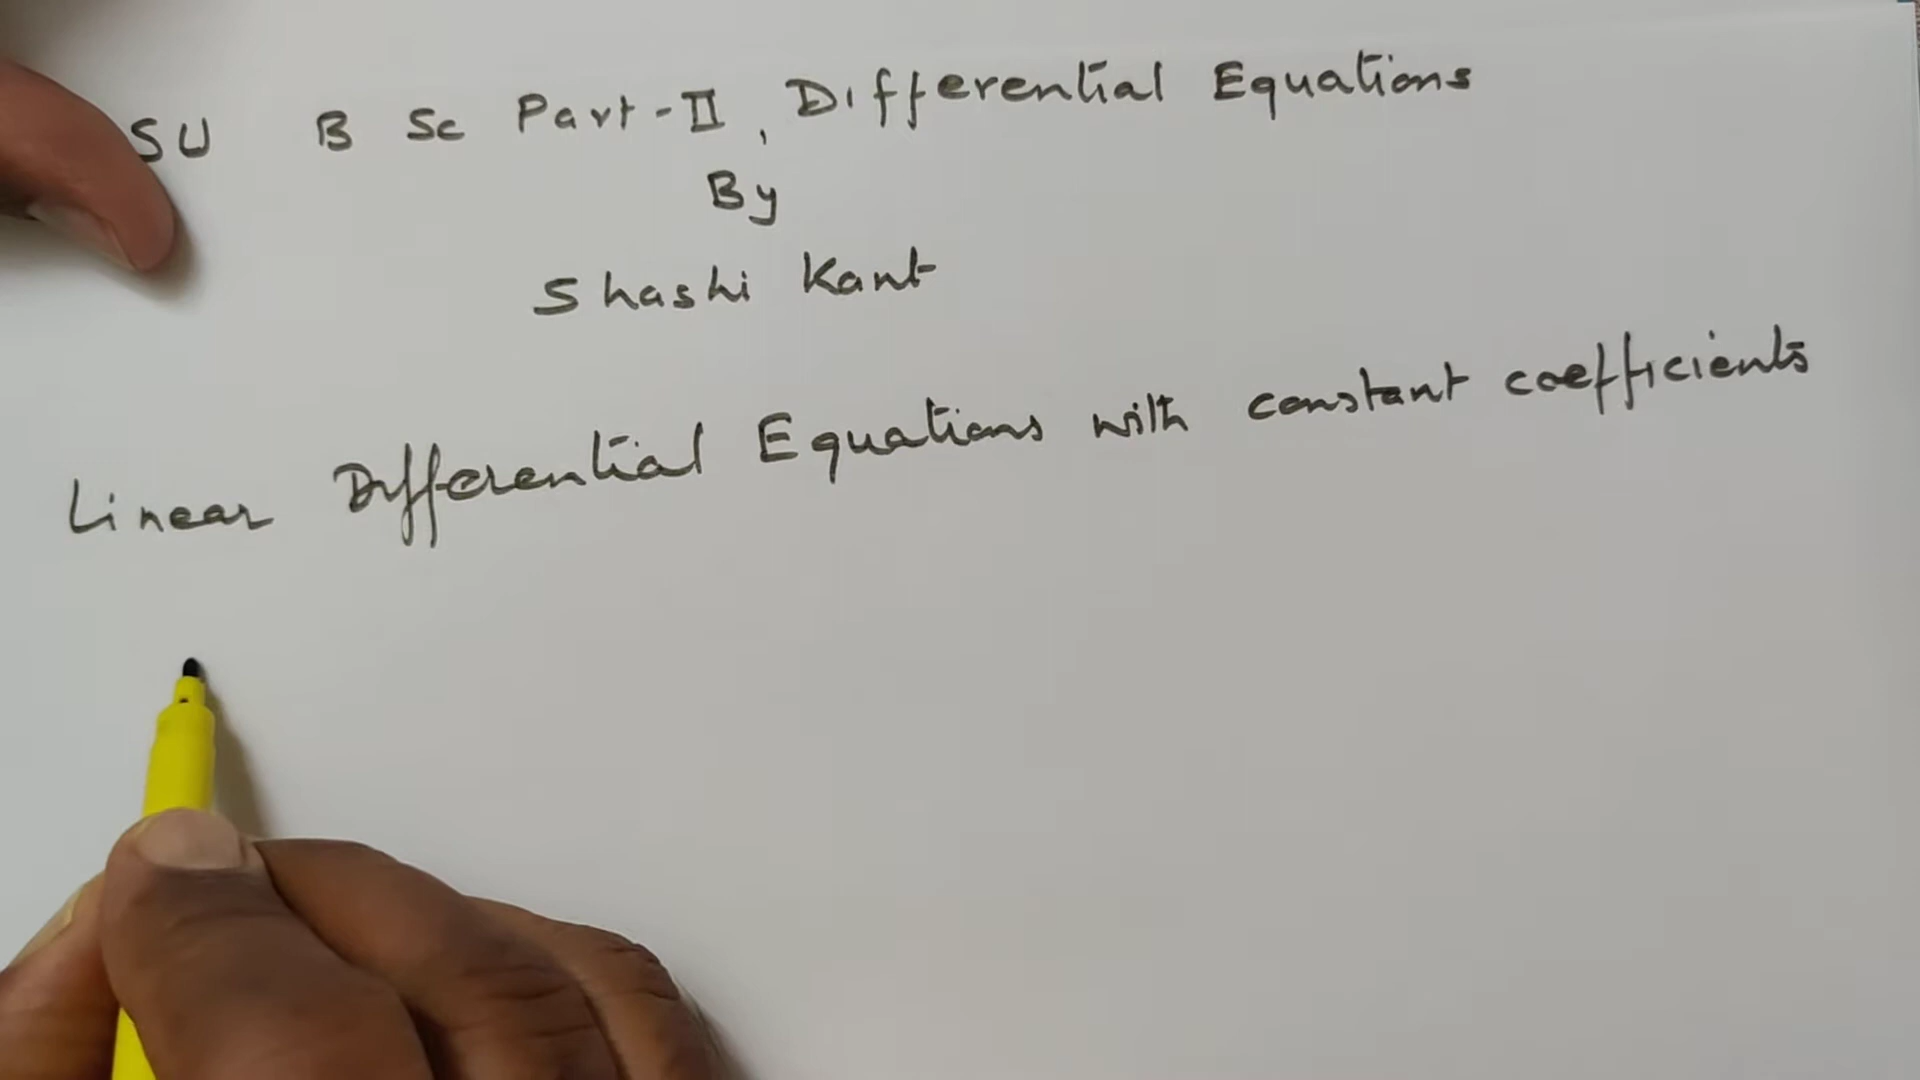 SU B Sc Part-II, Differential Equations
By
Shashi Kant
Linear Differential Equations with constant coefficients